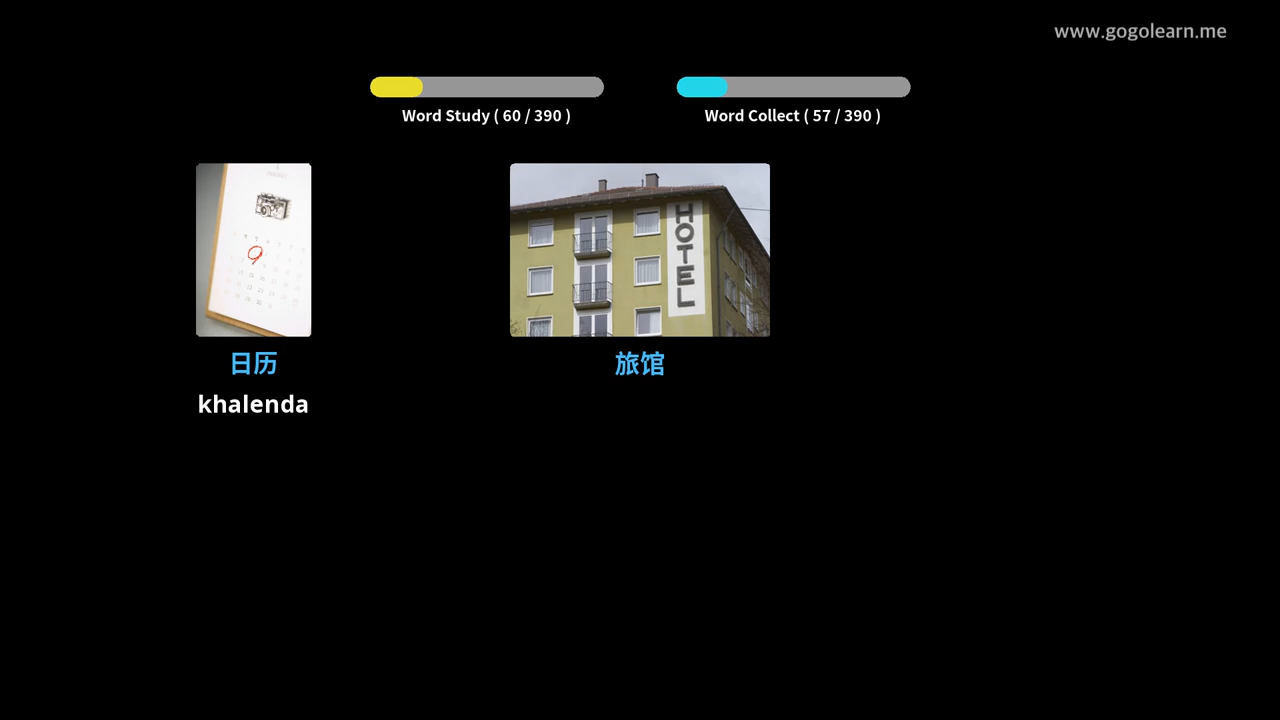 www.gogolearn.me
Word Study ( 60 / 390 )
Word Collect ( 57 / 390 )
HOTEL
日历
旅馆
khalenda